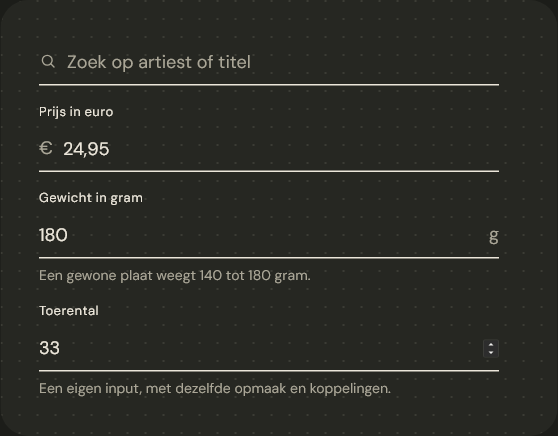 Zoek op artiest of titel
Prijs in euro
€ 24,95
Gewicht in gram
180 g
Een gewone plaat weegt 140 tot 180 gram.
Toerental
33
Een eigen input, met dezelfde opmaak en koppelingen.